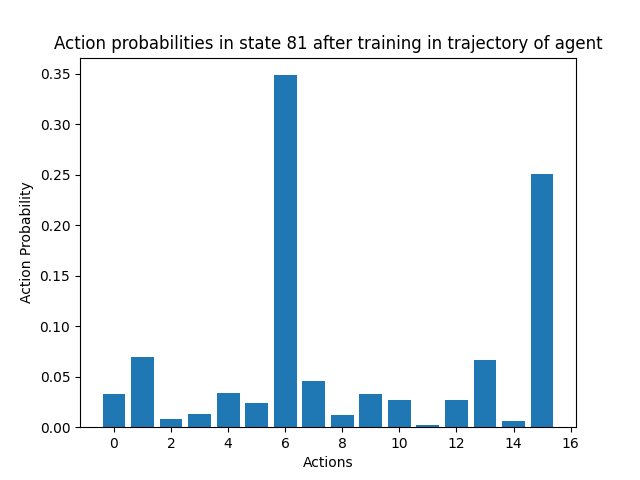 Action probabilities in state 81 after training in trajectory of agent
0.35
0.30
0.25
0.20
0.15
0.10
0.05
0.00
Action Probability
0 2 4 6 8 10 12 14 16
Actions